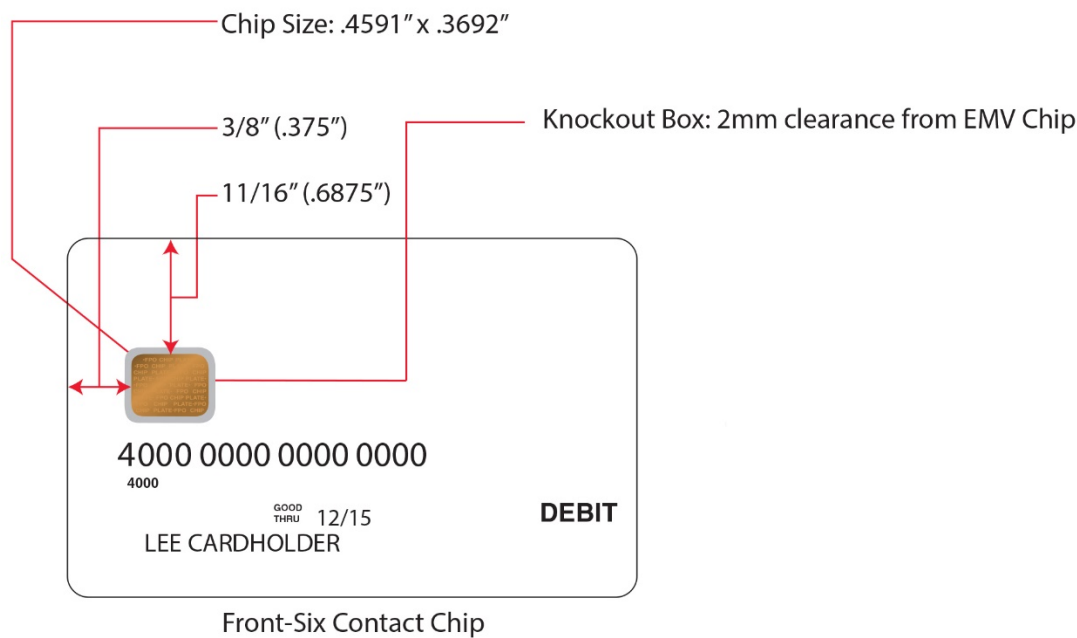 Chip Size: .4591” x .3692”
3/8” (.375”)
Knockout Box: 2mm clearance from EMV Chip
11/16” (.6875”)
4000 0000 0000 0000
4000
GOOD
THRU 12/15
DEBIT
LEE CARDHOLDER
Front-Six Contact Chip